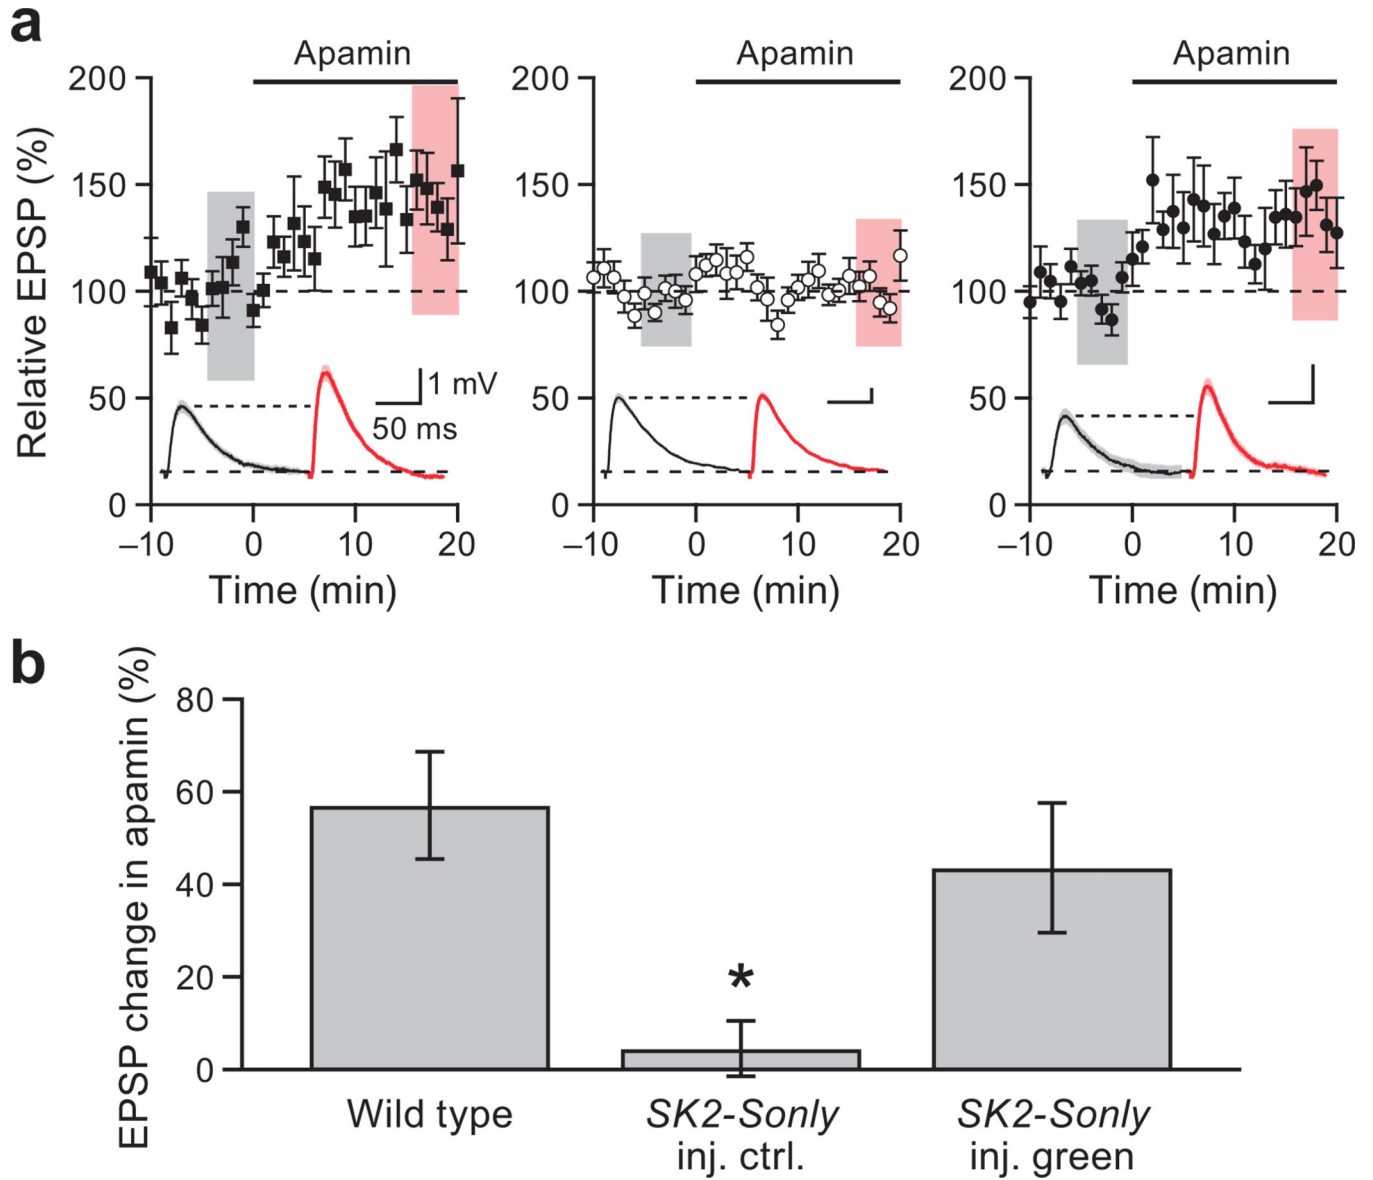 a
Apamin
Apamin
Apamin
Relative EPSP (%)
200
150
100
50
0
200
150
100
50
0
200
150
100
50
0
1 mV
50 ms
–10 0 10 20
–10 0 10 20
–10 0 10 20
Time (min)
Time (min)
Time (min)
b
EPSP change in apamin (%)
80
60
40
20
0
*
Wild type
SK2-Sonly
inj. ctrl.
SK2-Sonly
inj. green